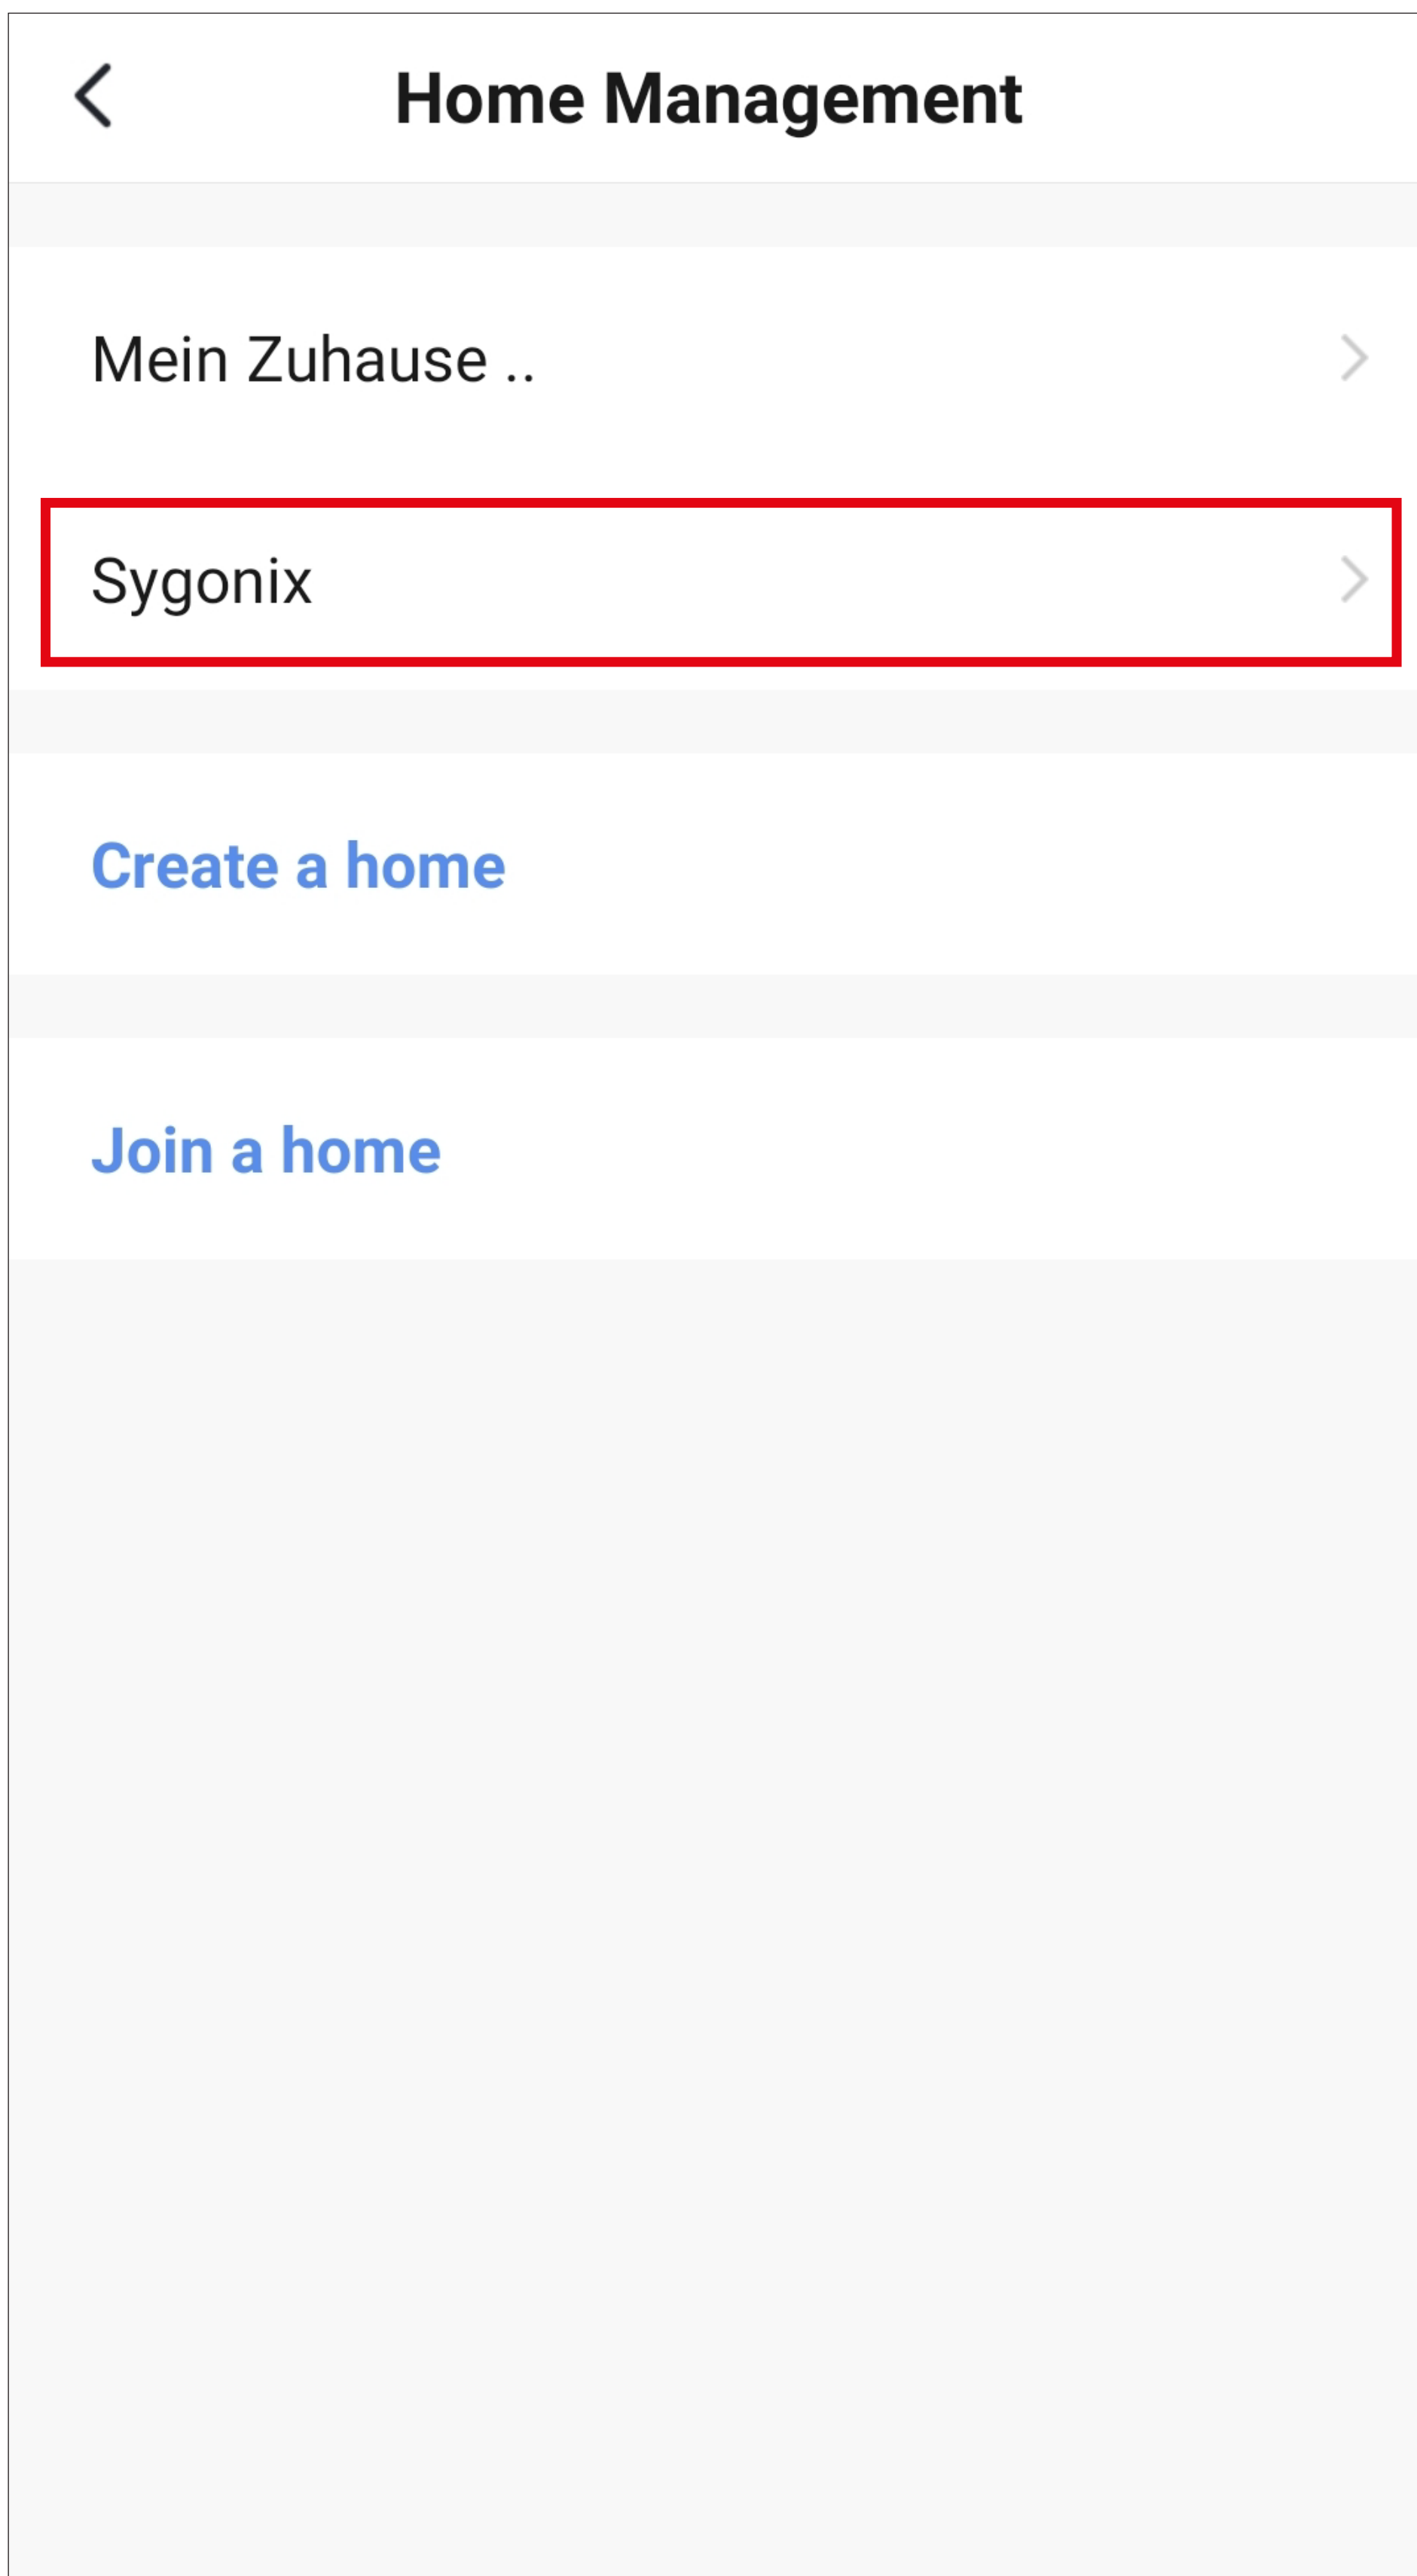 Home Management
Mein Zuhause ..
Sygonix
Create a home
Join a home